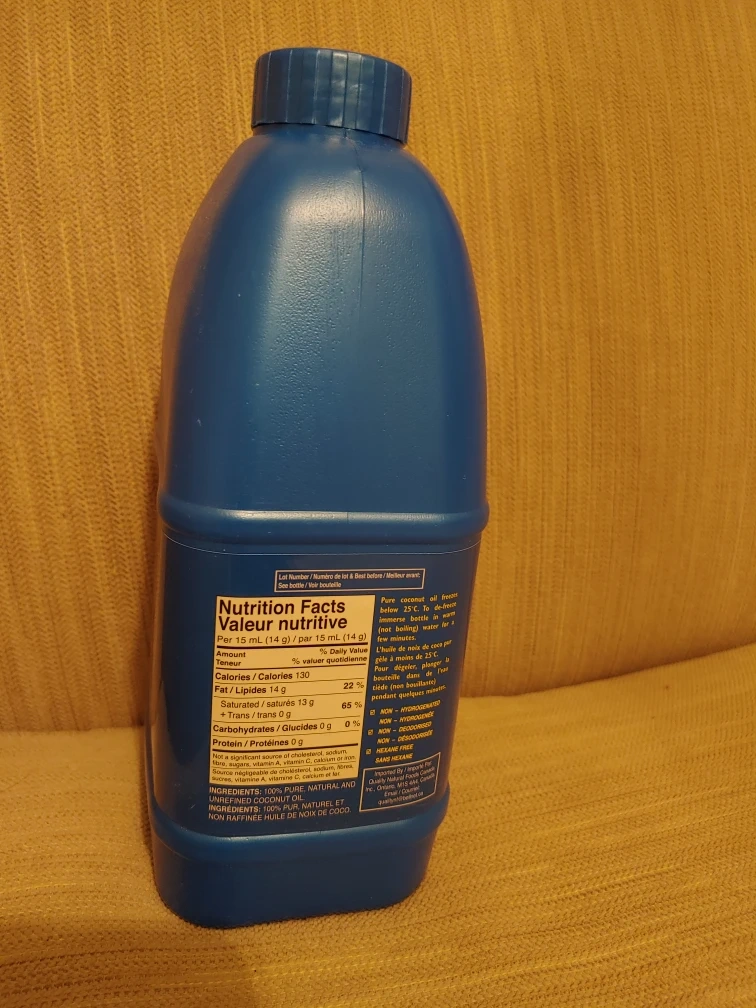 Lot Number / Numéro de lot & Best before / Meilleur avant:
See bottle / Voir bouteille
Nutrition Facts
Valeur nutritive
Per 15 mL (14 g) / par 15 mL (14 g)
Amount % Daily Value
Teneur % valuer quotidienne
Calories / Calories 130
Fat / Lipides 14 g 22 %
Saturated / saturés 13 g 65 %
+ Trans / trans 0 g
Carbohydrates / Glucides 0 g 0 %
Protein / Protéines 0 g
Not a significant source of cholesterol, sodium,
fibre, sugars, vitamin A, vitamin C, calcium or iron.
Source négligeable de cholésterol, sodium, fibres,
sucres, vitamine A, vitamine C, calcium et fer.
INGREDIENTS: 100% PURE, NATURAL AND
UNREFINED COCONUT OIL.
INGRÉDIENTS: 100% PUR, NATUREL ET
NON RAFFINÉE HUILE DE NOIX DE COCO.
Pure coconut oil freezes
below 25°C. To de-freeze
immerse bottle in warm
(not boiling) water for a
few minutes.
L'huile de noix de coco pur
gèle à moins de 25°C.
Pour dégeler, plonger la
bouteille dans de l'eau
tiède (non bouillante)
pendant quelques minutes.
NON - HYDROGENATED
NON - HYDROGENÉE
NON - DEODORISED
NON - DÉSODORISÉE
HEXANE FREE
SANS HEXANE
Imported By / Importé Par
Quality Natural Foods Canada
Inc., Ontario, M1S 4A4, Canada
Email / Courriel: